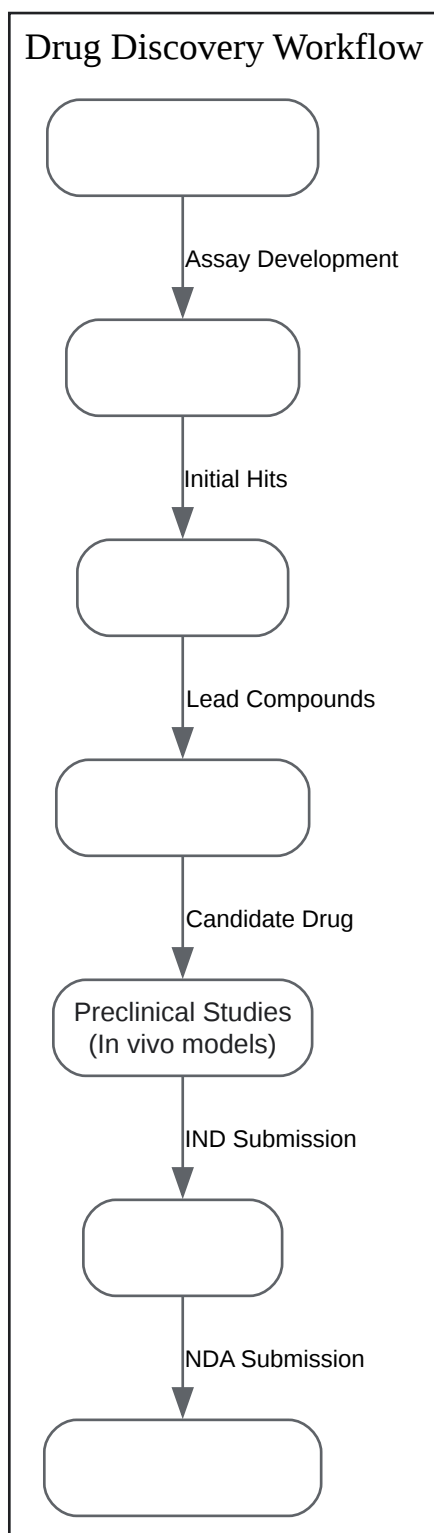 Drug Discovery Workflow
Assay Development
Initial Hits
Lead Compounds
Candidate Drug
Preclinical Studies
(In vivo models)
IND Submission
NDA Submission